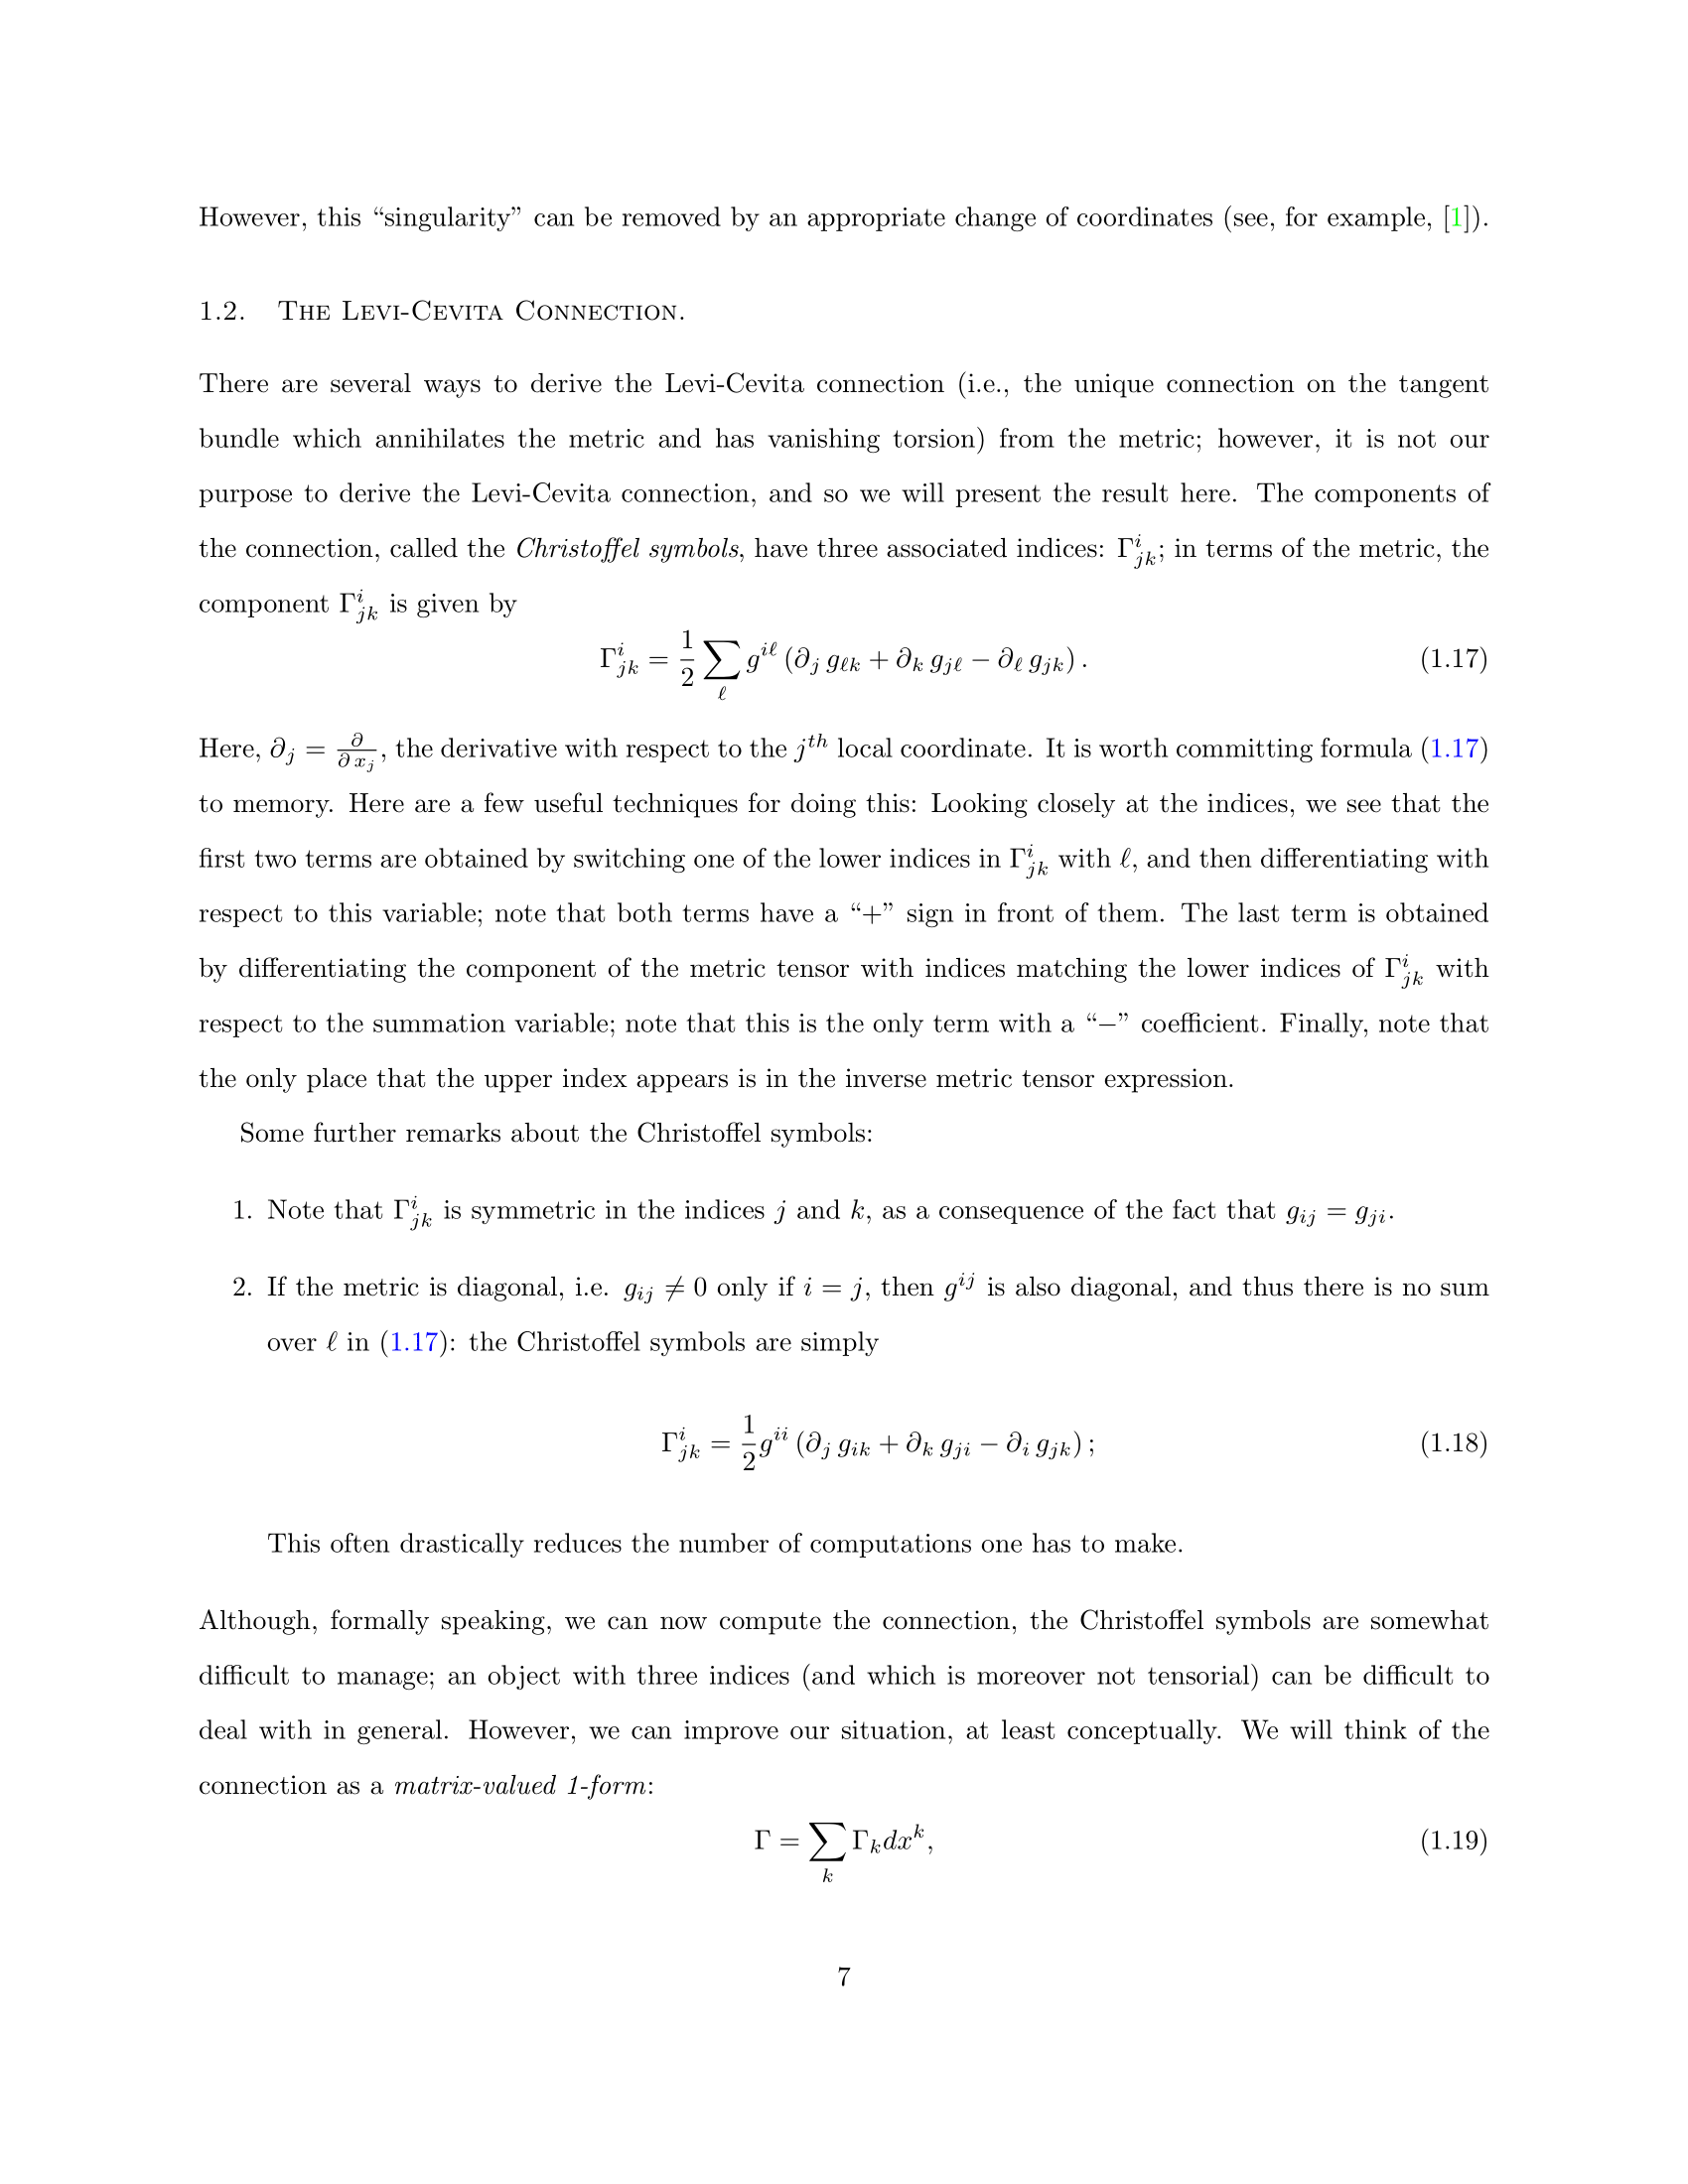 However, this “singularity” can be removed by an appropriate change of coordinates (see, for example, [1]).
1.2. The Levi-Cevita Connection.
There are several ways to derive the Levi-Cevita connection (i.e., the unique connection on the tangent
bundle which annihilates the metric and has vanishing torsion) from the metric; however, it is not our
purpose to derive the Levi-Cevita connection, and so we will present the result here. The components of
the connection, called the Christoffel symbols, have three associated indices: $\Gamma^i_{jk}$; in terms of the metric, the
component $\Gamma^i_{jk}$ is given by
$\Gamma^i_{jk} = \frac{1}{2} \sum_{\ell} g^{i\ell} \left( \partial_j g_{\ell k} + \partial_k g_{j\ell} - \partial_\ell g_{jk} \right).$ (1.17)
Here, $\partial_j = \frac{\partial}{\partial x_j}$, the derivative with respect to the $j^{th}$ local coordinate. It is worth committing formula (1.17)
to memory. Here are a few useful techniques for doing this: Looking closely at the indices, we see that the
first two terms are obtained by switching one of the lower indices in $\Gamma^i_{jk}$ with $\ell$, and then differentiating with
respect to this variable; note that both terms have a “+” sign in front of them. The last term is obtained
by differentiating the component of the metric tensor with indices matching the lower indices of $\Gamma^i_{jk}$ with
respect to the summation variable; note that this is the only term with a “−” coefficient. Finally, note that
the only place that the upper index appears is in the inverse metric tensor expression.
Some further remarks about the Christoffel symbols:
1. Note that $\Gamma^i_{jk}$ is symmetric in the indices $j$ and $k$, as a consequence of the fact that $g_{ij} = g_{ji}$.
2. If the metric is diagonal, i.e. $g_{ij} \neq 0$ only if $i = j$, then $g^{ij}$ is also diagonal, and thus there is no sum
over $\ell$ in (1.17): the Christoffel symbols are simply
$\Gamma^i_{jk} = \frac{1}{2} g^{ii} \left( \partial_j g_{ik} + \partial_k g_{ji} - \partial_i g_{jk} \right);$ (1.18)
This often drastically reduces the number of computations one has to make.
Although, formally speaking, we can now compute the connection, the Christoffel symbols are somewhat
difficult to manage; an object with three indices (and which is moreover not tensorial) can be difficult to
deal with in general. However, we can improve our situation, at least conceptually. We will think of the
connection as a matrix-valued 1-form:
$\Gamma = \sum_k \Gamma_k dx^k,$ (1.19)
7